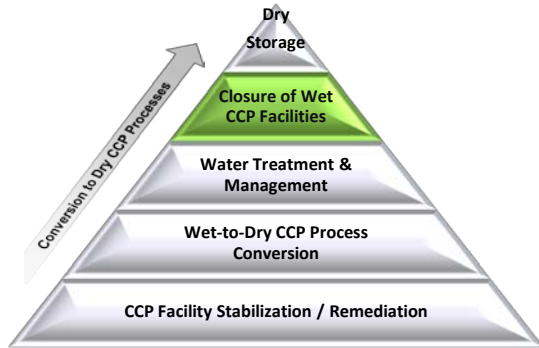 Dry
Storage
Closure of Wet
CCP Facilities
Conversion to Dry CCP Processes
Water Treatment &
Management
Wet-to-Dry CCP Process
Conversion
CCP Facility Stabilization / Remediation